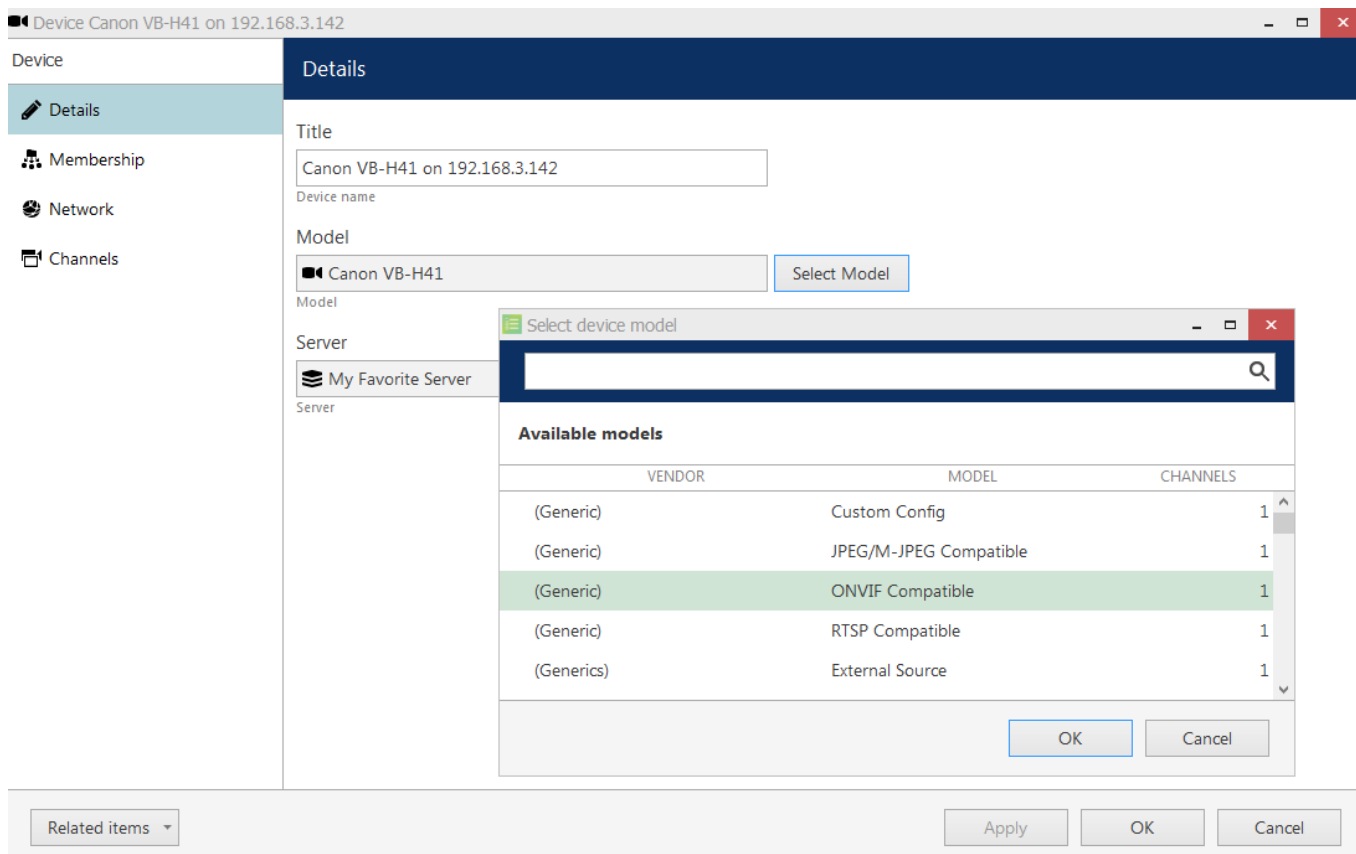 Device Canon VB-H41 on 192.168.3.142
Device
Details
Membership
Network
Channels
Details
Title
Canon VB-H41 on 192.168.3.142
Device name
Model
Canon VB-H41
Select Model
Model
Server
My Favorite Server
Server
Select device model
Available models
VENDOR MODEL CHANNELS
(Generic) Custom Config 1
(Generic) JPEG/M-JPEG Compatible 1
(Generic) ONVIF Compatible 1
(Generic) RTSP Compatible 1
(Generics) External Source 1
OK Cancel
Related items Apply OK Cancel